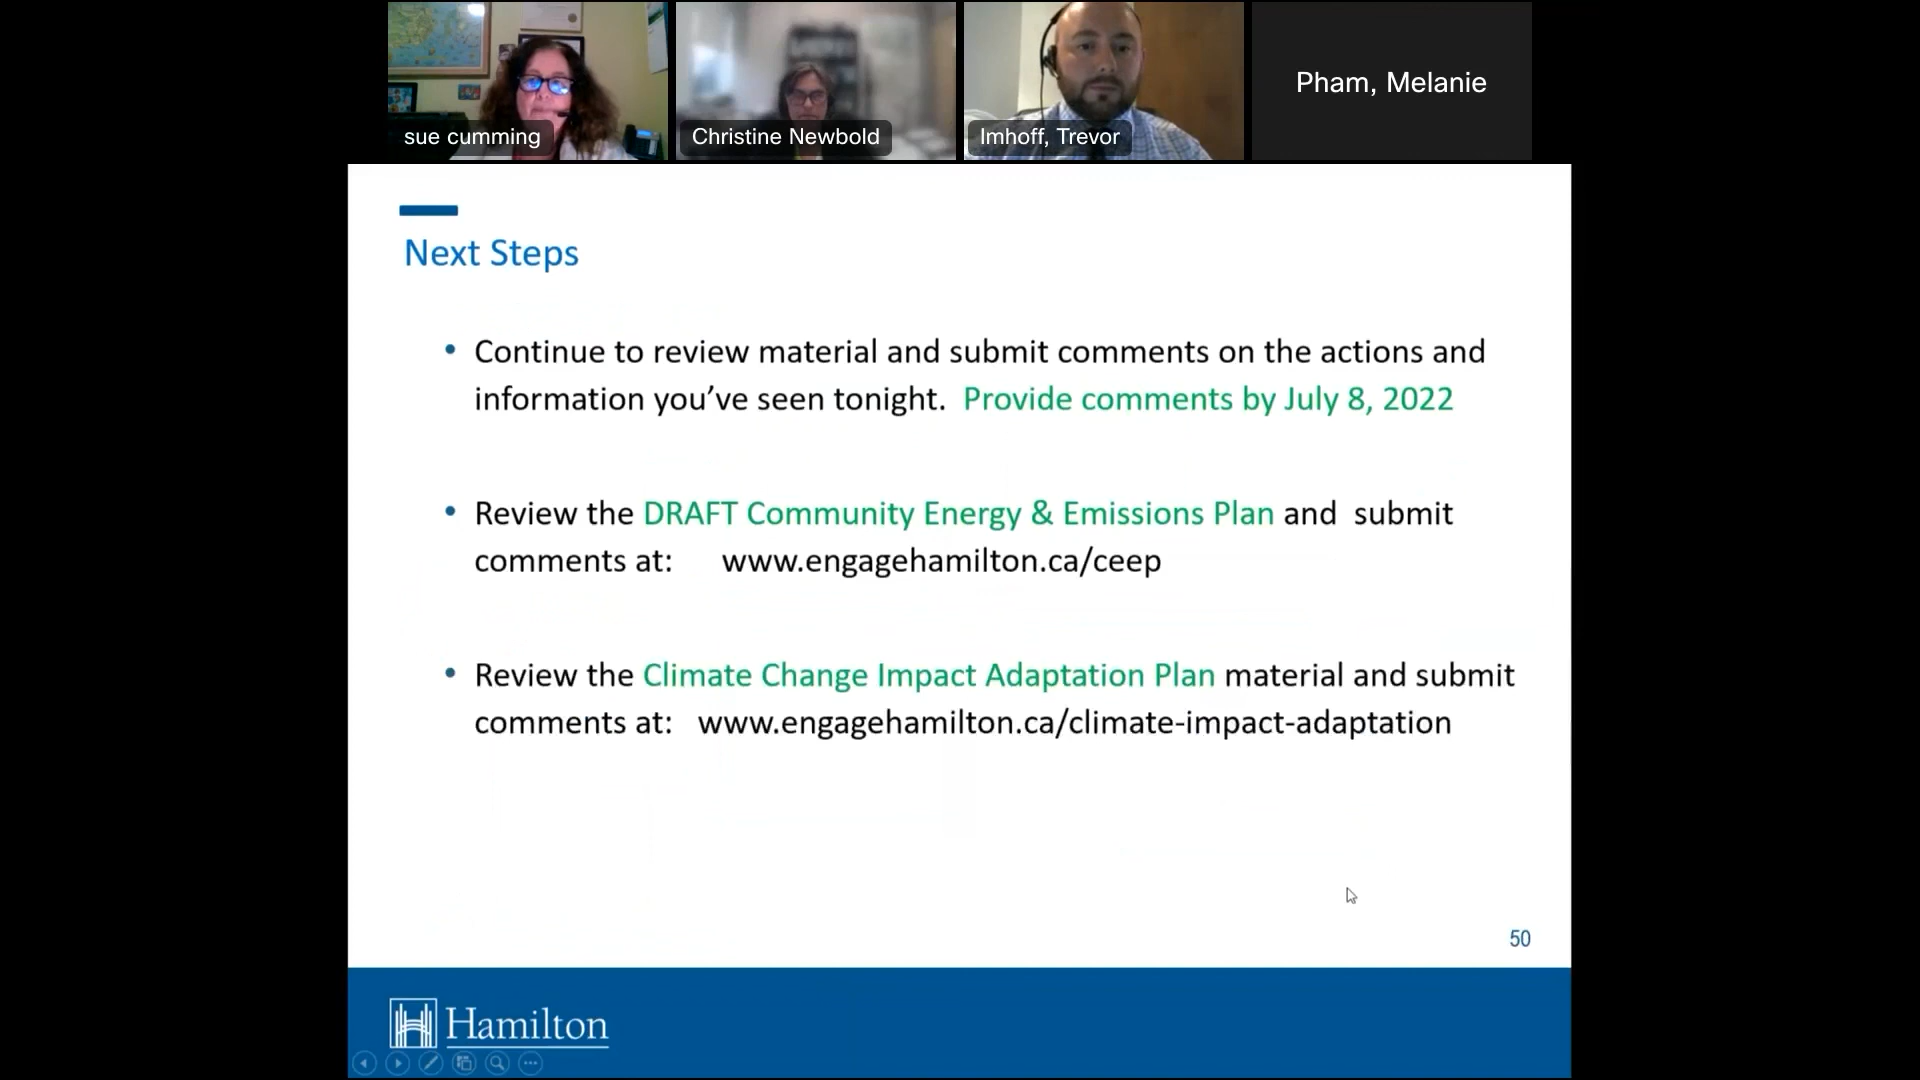 sue cumming
Christine Newbold
Imhoff, Trevor
Pham, Melanie
Next Steps
• Continue to review material and submit comments on the actions and
information you’ve seen tonight. Provide comments by July 8, 2022
• Review the DRAFT Community Energy & Emissions Plan and submit
comments at: www.engagehamilton.ca/ceep
• Review the Climate Change Impact Adaptation Plan material and submit
comments at: www.engagehamilton.ca/climate-impact-adaptation
50
Hamilton